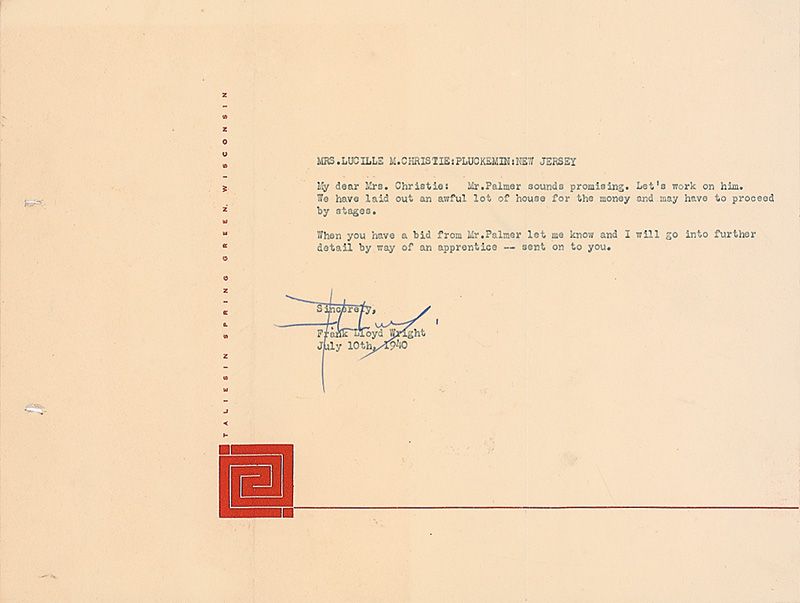 TALIESIN SPRING GREEN, WISCONSIN
MRS.LUCILLE M.CHRISTIE:PLUCKEMIN:NEW JERSEY
My dear Mrs. Christie: Mr.Palmer sounds promising. Let's work on him.
We have laid out an awful lot of house for the money and may have to proceed
by stages.
When you have a bid from Mr.Palmer let me know and I will go into further
detail by way of an apprentice -- sent on to you.
Sincerely,
Frank Lloyd Wright
July 10th, 1940